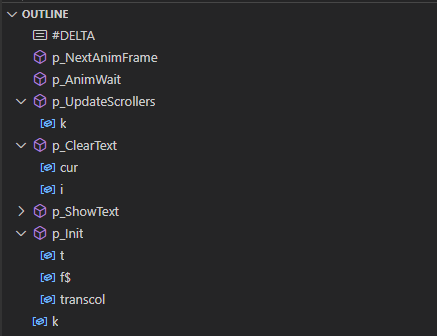 OUTLINE
#DELTA
p_NextAnimFrame
p_AnimWait
p_UpdateScrollers
k
p_ClearText
cur
i
p_ShowText
p_Init
t
f$
transcol
k